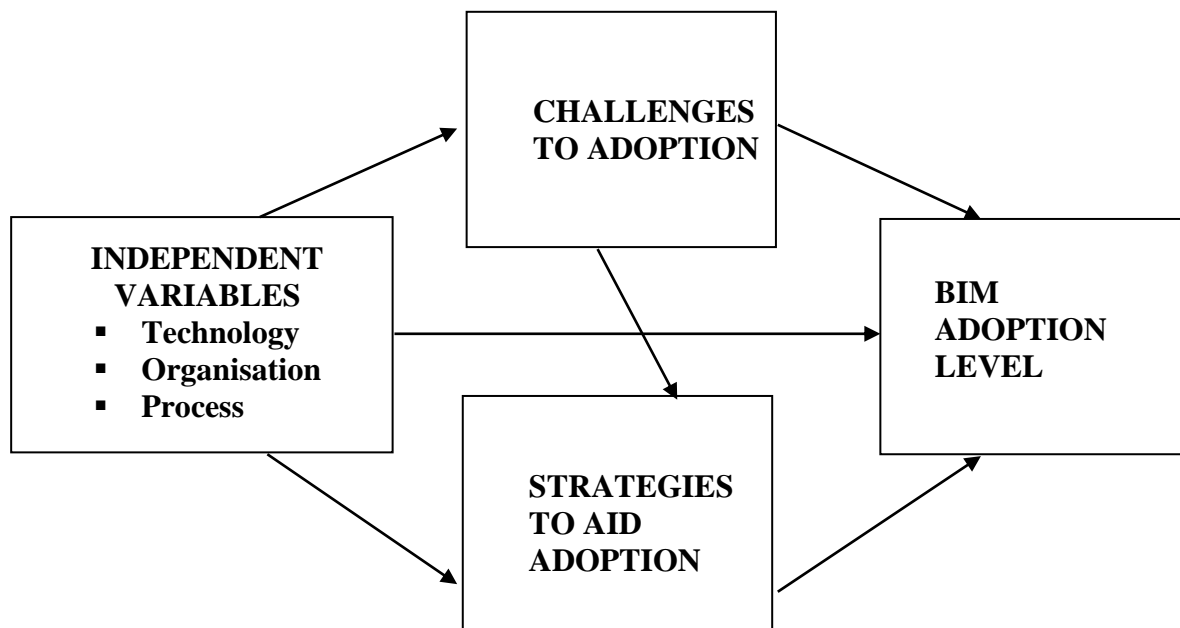 CHALLENGES
TO ADOPTION
INDEPENDENT
VARIABLES
▪ Technology
▪ Organisation
▪ Process
BIM
ADOPTION
LEVEL
STRATEGIES
TO AID
ADOPTION